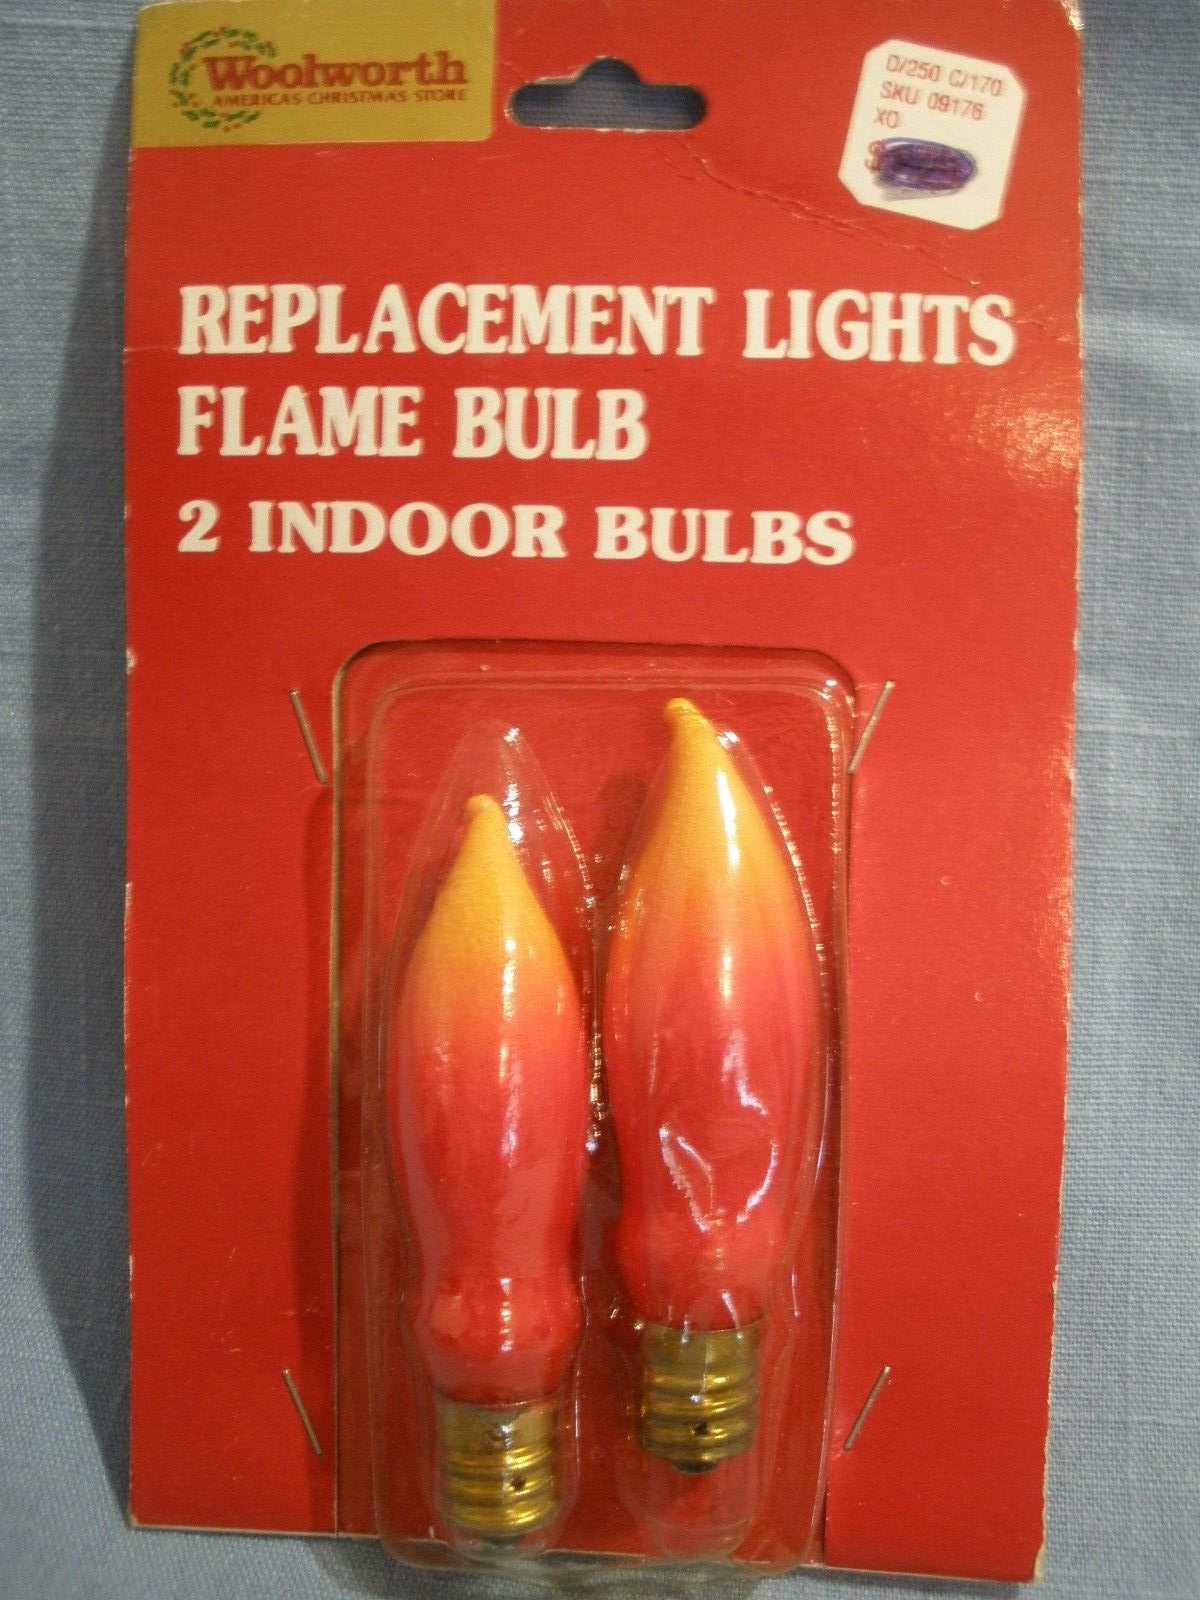 Woolworth
AMERICA'S CHRISTMAS STORE
D/250 C/170
SKU 09176
XO
REPLACEMENT LIGHTS
FLAME BULB
2 INDOOR BULBS